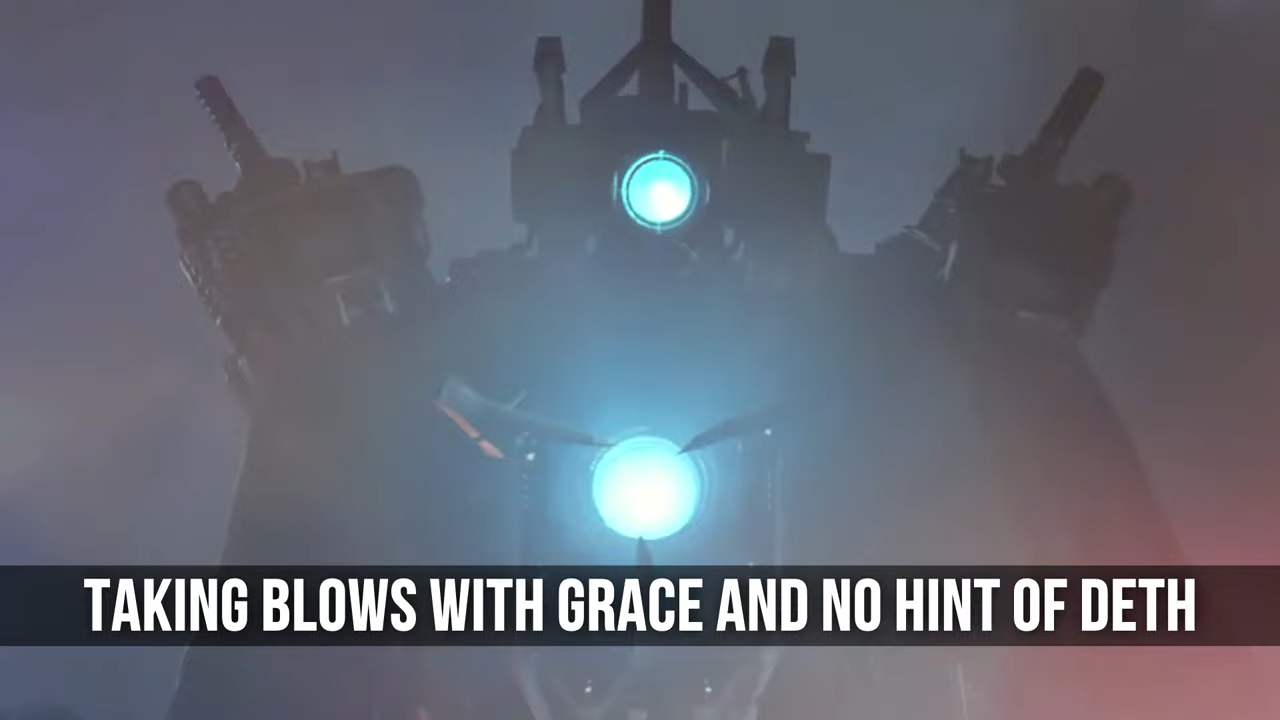 TAKING BLOWS WITH GRACE AND NO HINT OF DETH